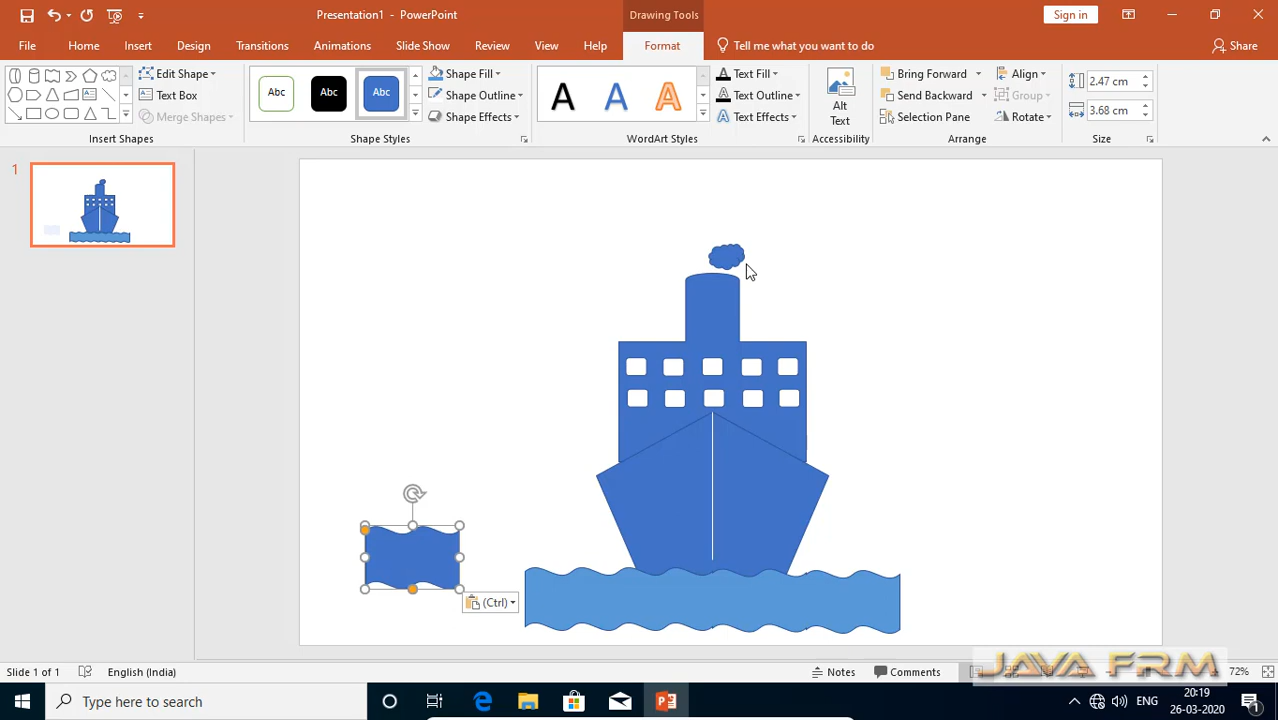 Presentation1 - PowerPoint
Drawing Tools
Sign in
File
Home
Insert
Design
Transitions
Animations
Slide Show
Review
View
Help
Format
Tell me what you want to do
Share
Edit Shape
Text Box
Merge Shapes
Insert Shapes
Abc
Abc
Abc
Shape Fill
Shape Outline
Shape Effects
Shape Styles
A
A
A
Text Fill
Text Outline
Text Effects
WordArt Styles
Alt
Text
Accessibility
Bring Forward
Send Backward
Selection Pane
Align
Group
Rotate
Arrange
2.47 cm
3.68 cm
Size
1
(Ctrl)
Slide 1 of 1
English (India)
Notes
Comments
72%
JAVA FRM
Type here to search
ENG
20:19
26-03-2020
1